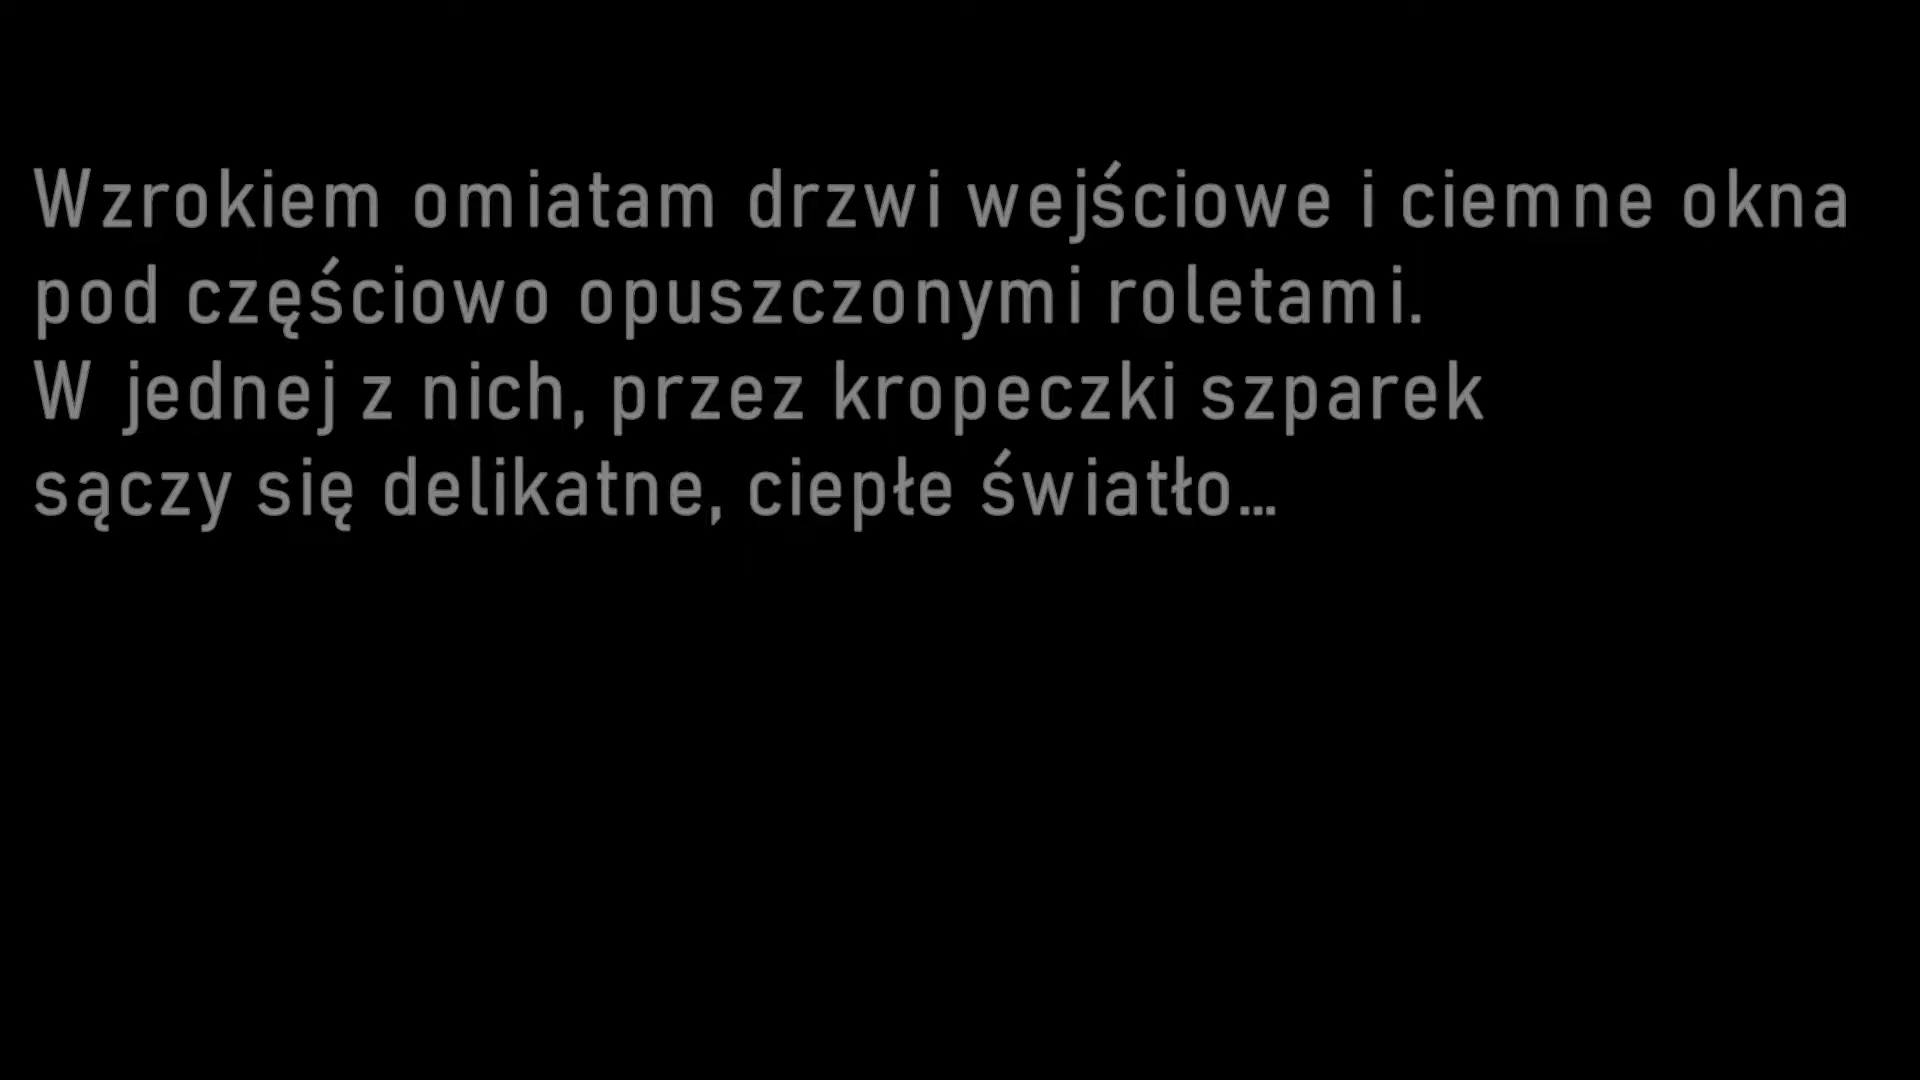 Wzrokiem omiatam drzwi wejściowe i ciemne okna
pod częściowo opuszczonymi roletami.
W jednej z nich, przez kropeczki szparek
sączy się delikatne, ciepłe światło...